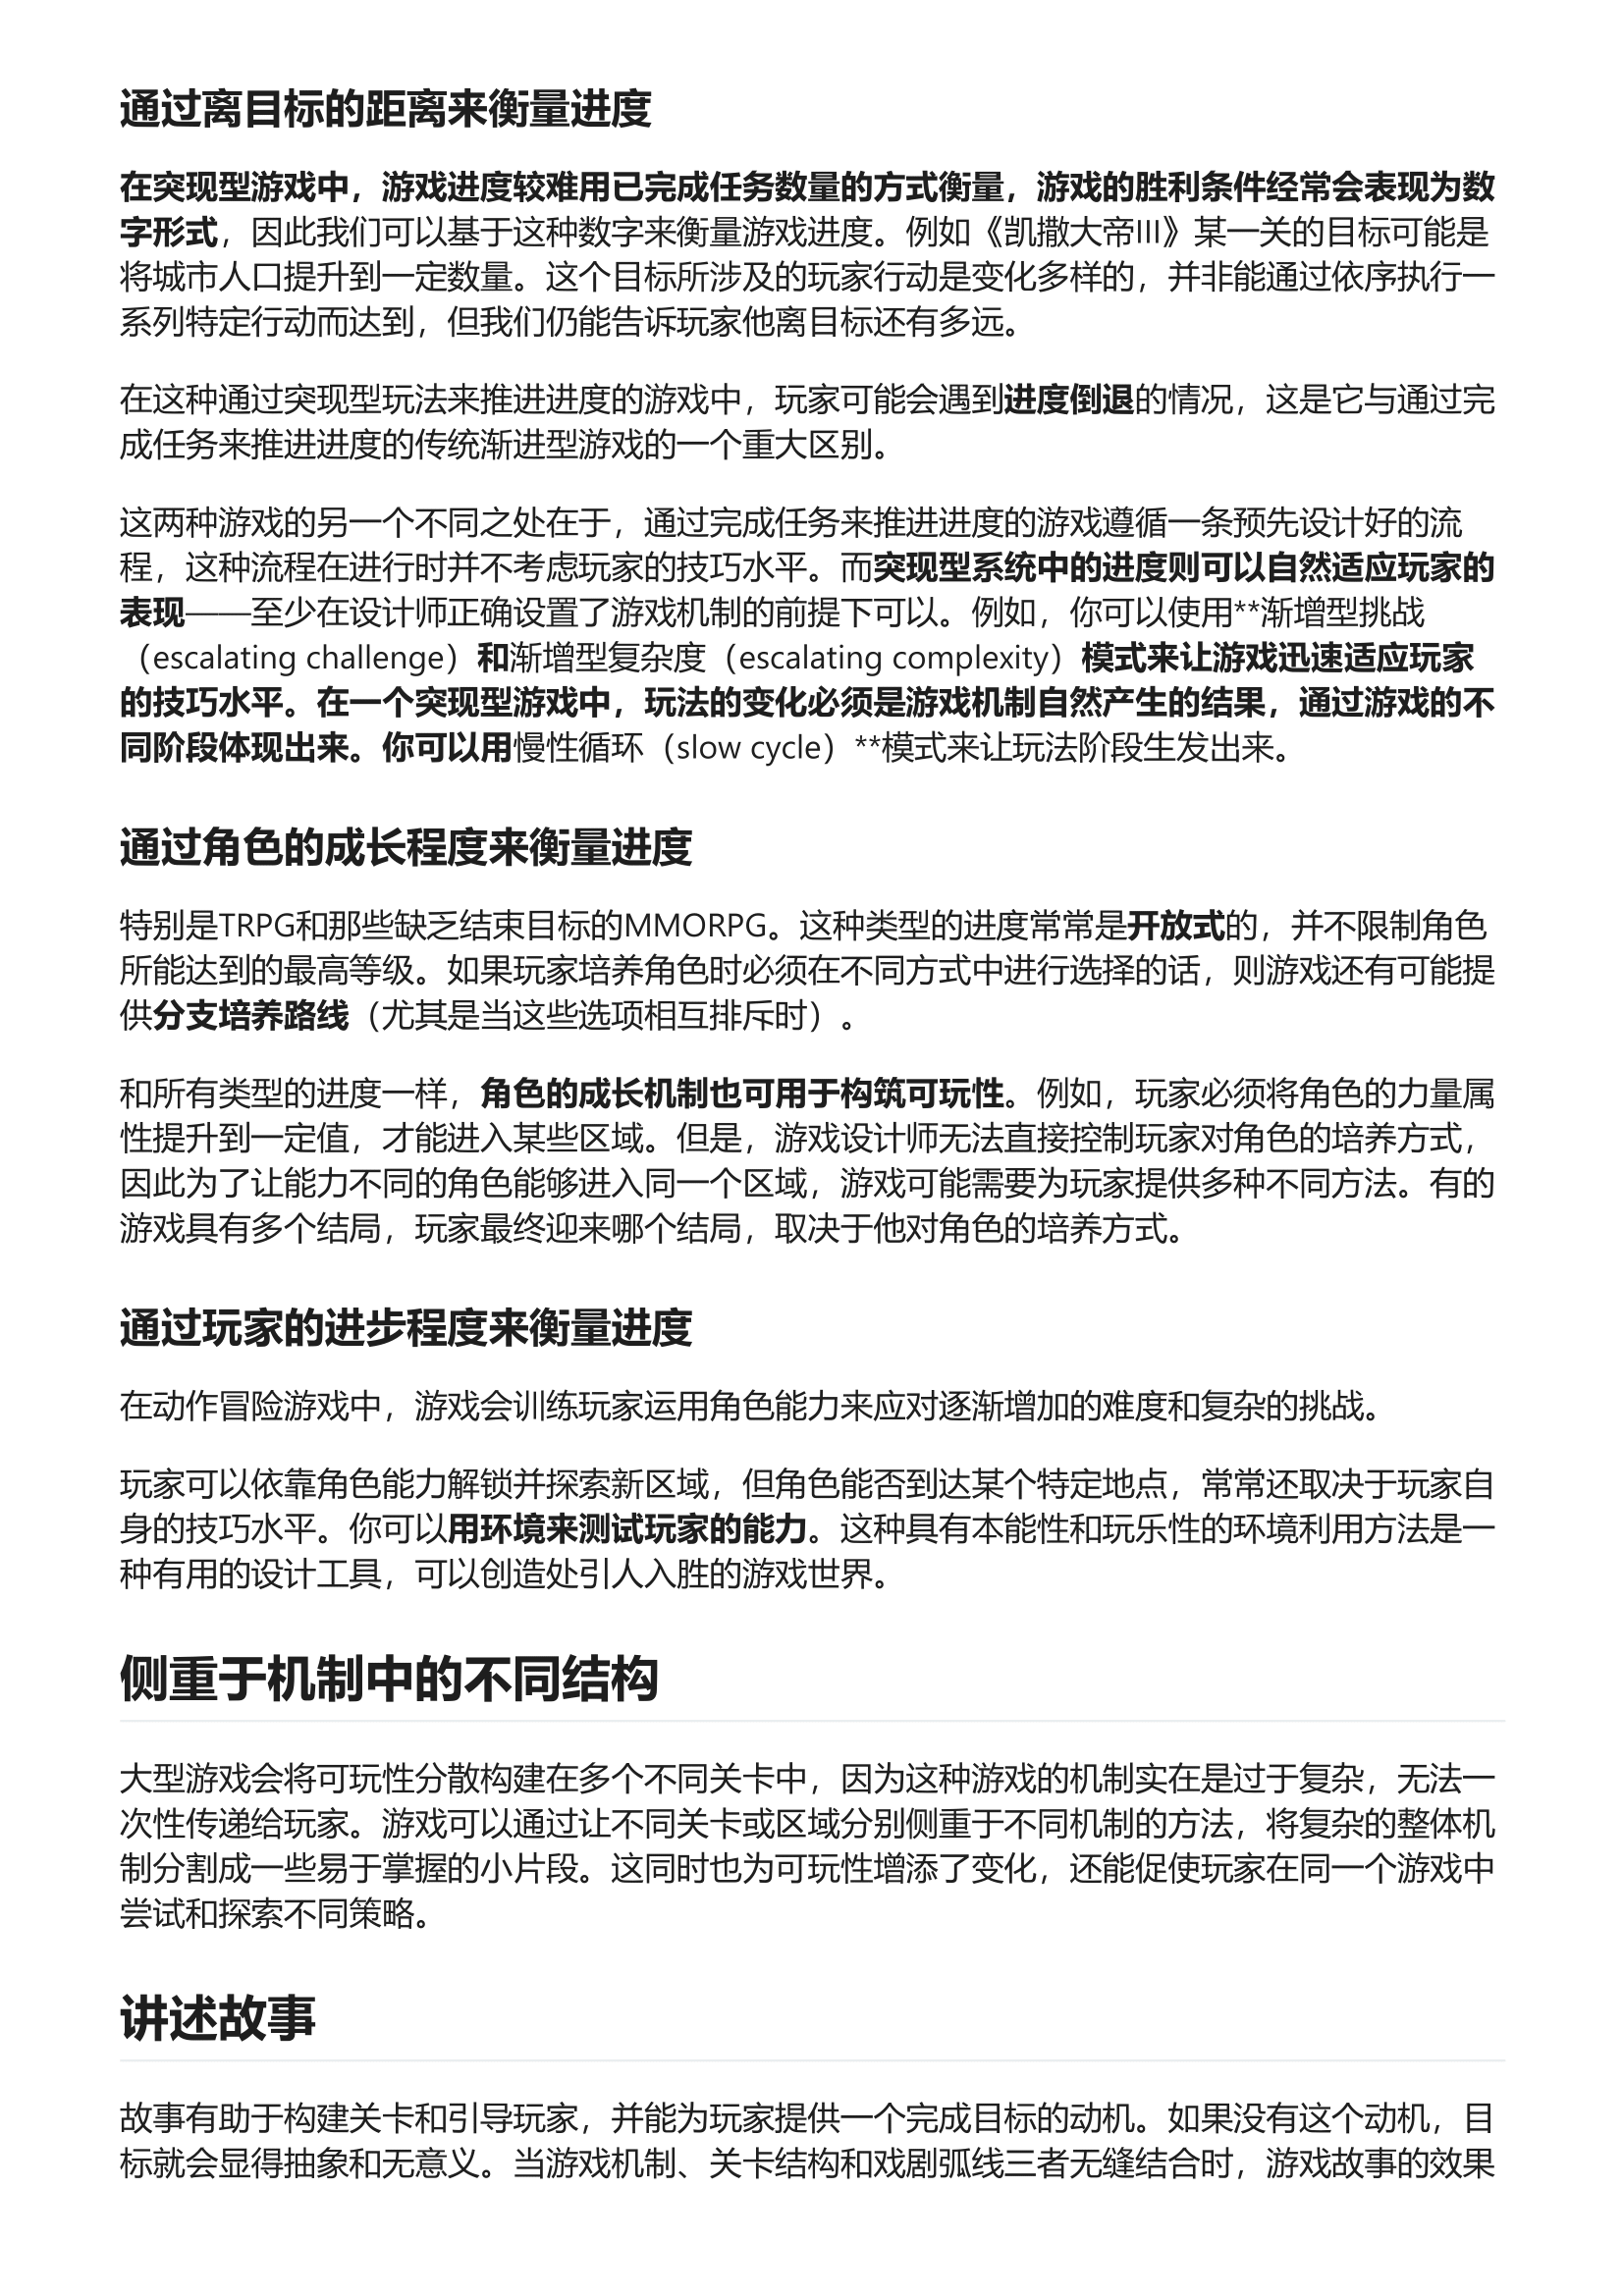 通过离目标的距离来衡量进度
在突现型游戏中，游戏进度较难用已完成任务数量的方式衡量，游戏的胜利条件经常会表现为数
字形式，因此我们可以基于这种数字来衡量游戏进度。例如《凯撒大帝III》某一关的目标可能是
将城市人口提升到一定数量。这个目标所涉及的玩家行动是变化多样的，并非能通过依序执行一
系列特定行动而达到，但我们仍能告诉玩家他离目标还有多远。
在这种通过突现型玩法来推进进度的游戏中，玩家可能会遇到进度倒退的情况，这是它与通过完
成任务来推进进度的传统渐进型游戏的一个重大区别。
这两种游戏的另一个不同之处在于，通过完成任务来推进进度的游戏遵循一条预先设计好的流
程，这种流程在进行时并不考虑玩家的技巧水平。而突现型系统中的进度则可以自然适应玩家的
表现——至少在设计师正确设置了游戏机制的前提下可以。例如，你可以使用**渐增型挑战
（escalating challenge）和渐增型复杂度（escalating complexity）模式来让游戏迅速适应玩家
的技巧水平。在一个突现型游戏中，玩法的变化必须是游戏机制自然产生的结果，通过游戏的不
同阶段体现出来。你可以用慢性循环（slow cycle）**模式来让玩法阶段生发出来。
通过角色的成长程度来衡量进度
特别是TRPG和那些缺乏结束目标的MMORPG。这种类型的进度常常是开放式的，并不限制角色
所能达到的最高等级。如果玩家培养角色时必须在不同方式中进行选择的话，则游戏还有可能提
供分支培养路线（尤其是当这些选项相互排斥时）。
和所有类型的进度一样，角色的成长机制也可用于构筑可玩性。例如，玩家必须将角色的力量属
性提升到一定值，才能进入某些区域。但是，游戏设计师无法直接控制玩家对角色的培养方式，
因此为了让能力不同的角色能够进入同一个区域，游戏可能需要为玩家提供多种不同方法。有的
游戏具有多个结局，玩家最终迎来哪个结局，取决于他对角色的培养方式。
通过玩家的进步程度来衡量进度
在动作冒险游戏中，游戏会训练玩家运用角色能力来应对逐渐增加的难度和复杂的挑战。
玩家可以依靠角色能力解锁并探索新区域，但角色能否到达某个特定地点，常常还取决于玩家自
身的技巧水平。你可以用环境来测试玩家的能力。这种具有本能性和玩乐性的环境利用方法是一
种有用的设计工具，可以创造处引人入胜的游戏世界。
侧重于机制中的不同结构
大型游戏会将可玩性分散构建在多个不同关卡中，因为这种游戏的机制实在是过于复杂，无法一
次性传递给玩家。游戏可以通过让不同关卡或区域分别侧重于不同机制的方法，将复杂的整体机
制分割成一些易于掌握的小片段。这同时也为可玩性增添了变化，还能促使玩家在同一个游戏中
尝试和探索不同策略。
讲述故事
故事有助于构建关卡和引导玩家，并能为玩家提供一个完成目标的动机。如果没有这个动机，目
标就会显得抽象和无意义。当游戏机制、关卡结构和戏剧弧线三者无缝结合时，游戏故事的效果